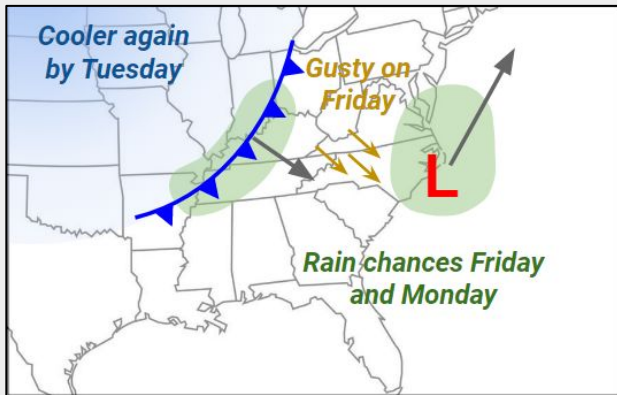 Cooler again
by Tuesday
Gusty on
Friday
L
Rain chances Friday
and Monday